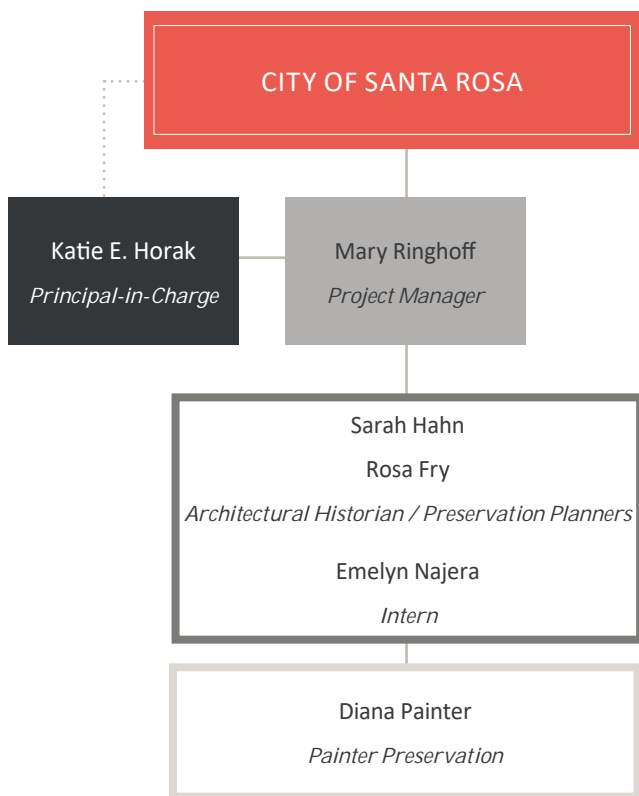 CITY OF SANTA ROSA
Katie E. Horak
Principal-in-Charge
Mary Ringhoff
Project Manager
Sarah Hahn
Rosa Fry
Architectural Historian / Preservation Planners
Emelyn Najera
Intern
Diana Painter
Painter Preservation